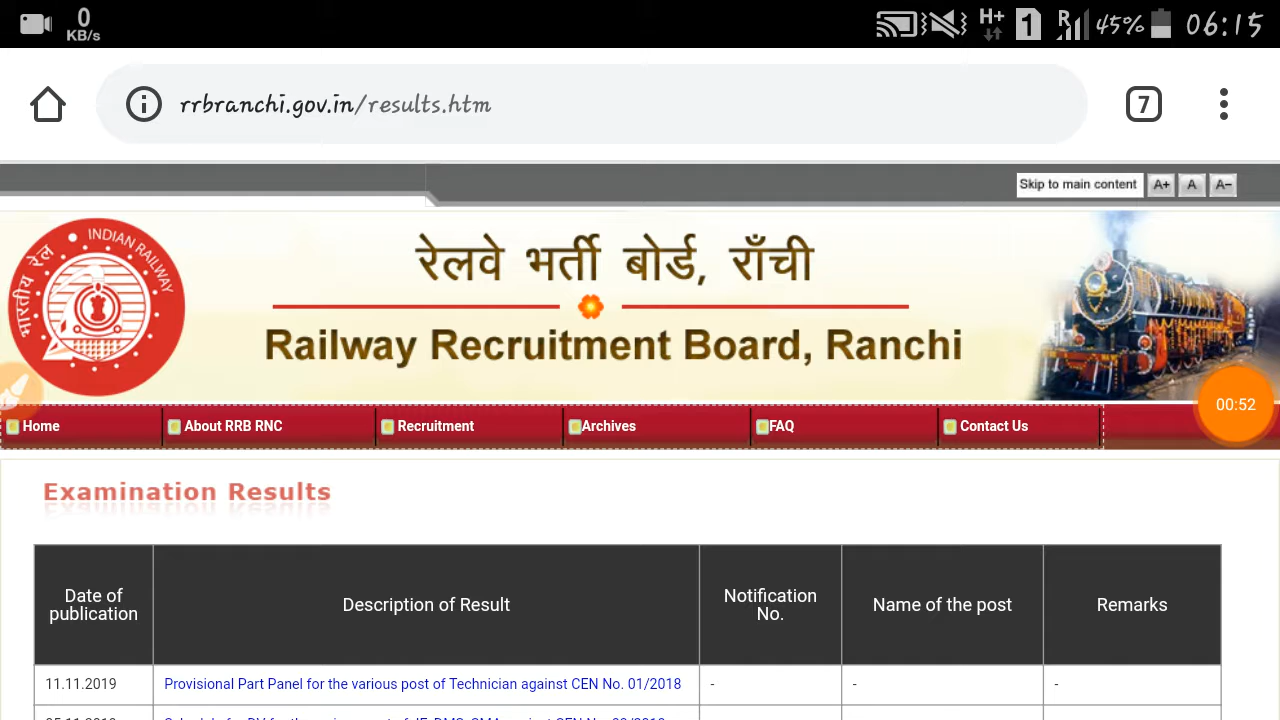 0
KB/s
H+
1
R
45%
06:15
rrbranchi.gov.in/results.htm
7
Skip to main content
A+
A
A-
भारतीय रेल
INDIAN RAILWAY
रेलवे भर्ती बोर्ड, राँची
Railway Recruitment Board, Ranchi
00:52
Home
About RRB RNC
Recruitment
Archives
FAQ
Contact Us
Examination Results
Date of publication
Description of Result
Notification No.
Name of the post
Remarks
11.11.2019
Provisional Part Panel for the various post of Technician against CEN No. 01/2018
-
-
-